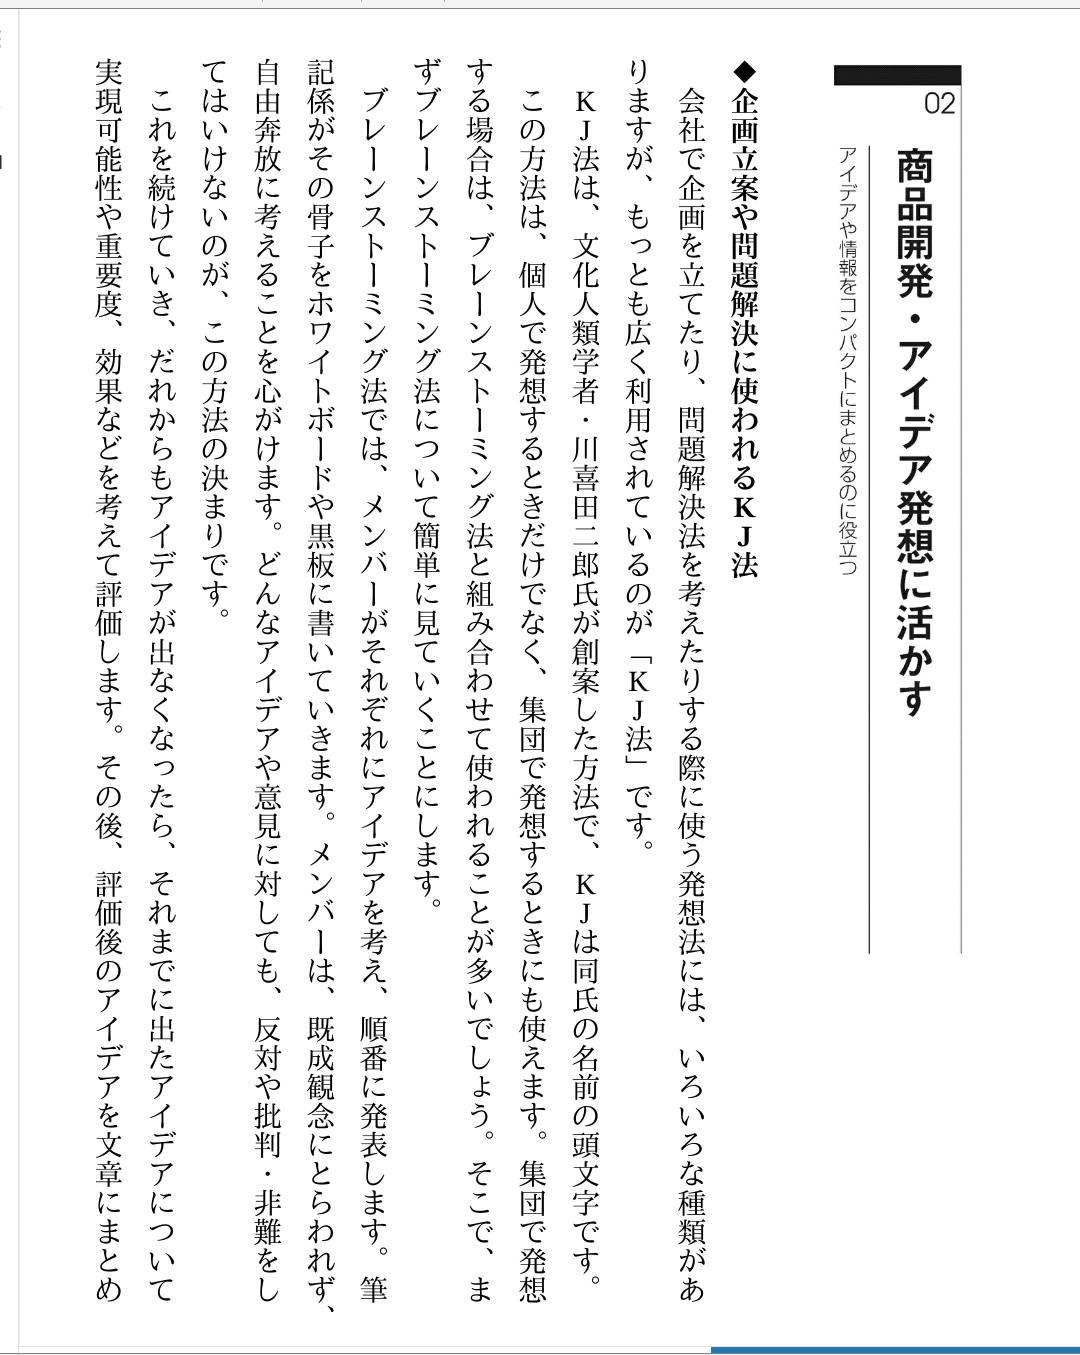 02
商品開発・アイデア発想に活かす
アイデアや情報をコンパクトにまとめるのに役立つ
◆企画立案や問題解決に使われるKJ法
会社で企画を立てたり、問題解決法を考えたりする際に使う発想法には、いろいろな種類があ
りますが、もっとも広く利用されているのが「KJ法」です。
KJ法は、文化人類学者・川喜田二郎氏が創案した方法で、KJは同氏の名前の頭文字です。
この方法は、個人で発想するときだけでなく、集団で発想するときにも使えます。集団で発想
する場合は、ブレーンストーミング法と組み合わせて使われることが多いでしょう。そこで、ま
ずブレーンストーミング法について簡単に見ていくことにします。
ブレーンストーミング法では、メンバーがそれぞれにアイデアを考え、順番に発表します。筆
記係がその骨子をホワイトボードや黒板に書いていきます。メンバーは、既成観念にとらわれず、
自由奔放に考えることを心がけます。どんなアイデアや意見に対しても、反対や批判・非難をし
てはいけないのが、この方法の決まりです。
これを続けていき、だれからもアイデアが出なくなったら、それまでに出たアイデアについて
実現可能性や重要度、効果などを考えて評価します。その後、評価後のアイデアを文章にまとめ